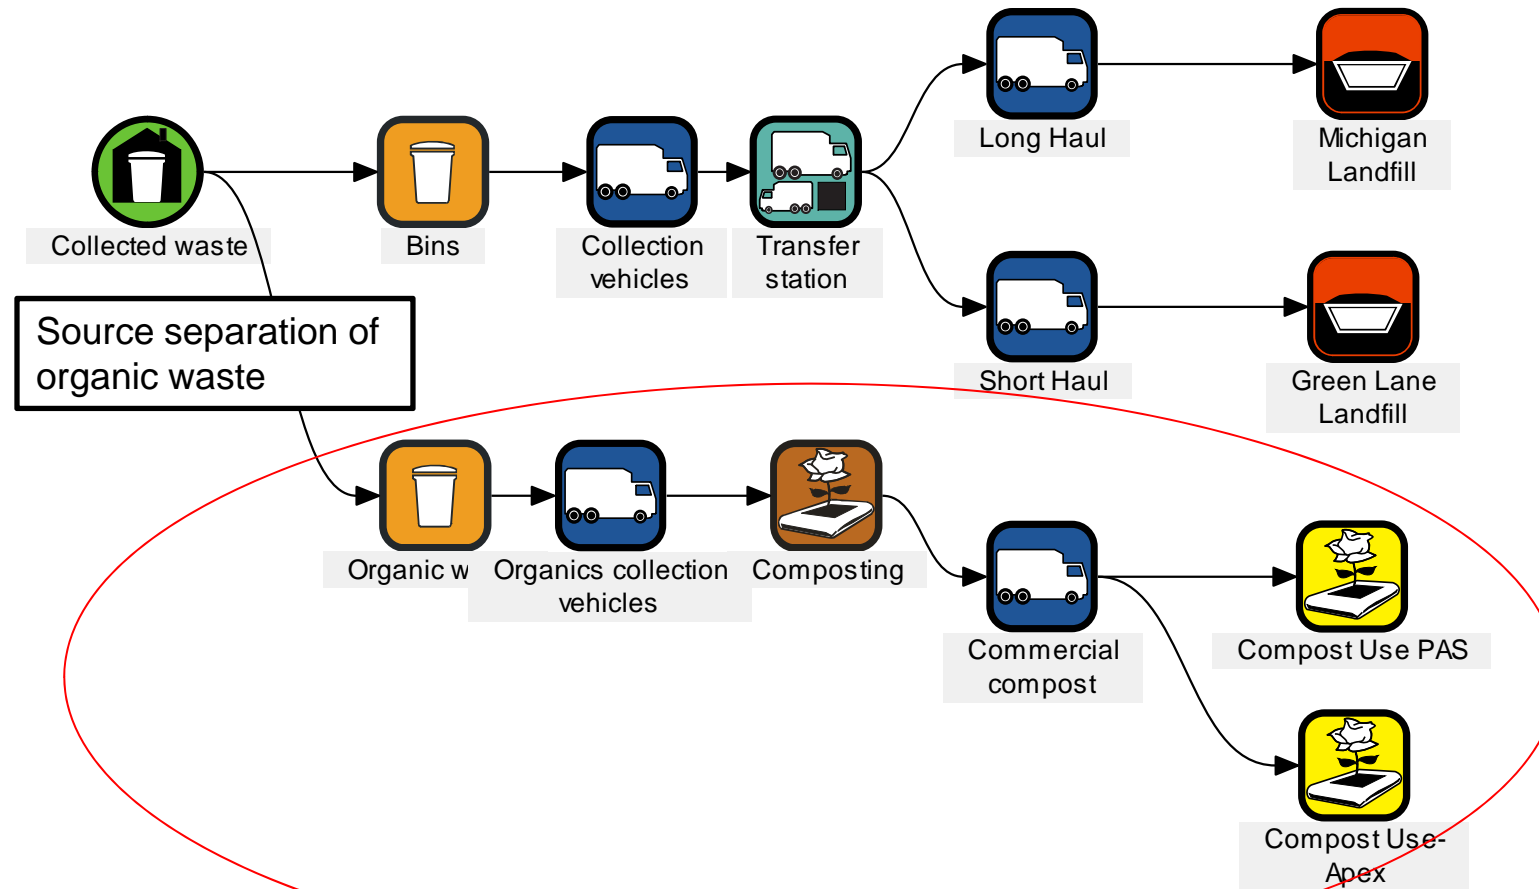 Long Haul
Michigan
Landfill
Collected waste
Bins
Collection
vehicles
Transfer
station
Source separation of
organic waste
Short Haul
Green Lane
Landfill
Organic w
Organics collection
vehicles
Composting
Commercial
compost
Compost Use PAS
Compost Use-
Apex